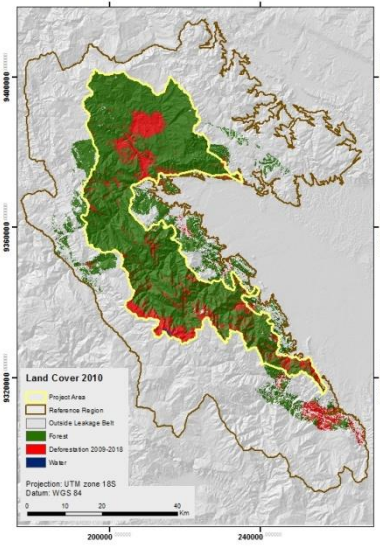 9400000
9360000
9320000
Land Cover 2010
Project Area
Reference Region
Outside Leakage Belt
Forest
Deforestation 2009-2018
Water
Projection: UTM zone 18S
Datum: WGS 84
0 10 20 40
Km
200000 240000